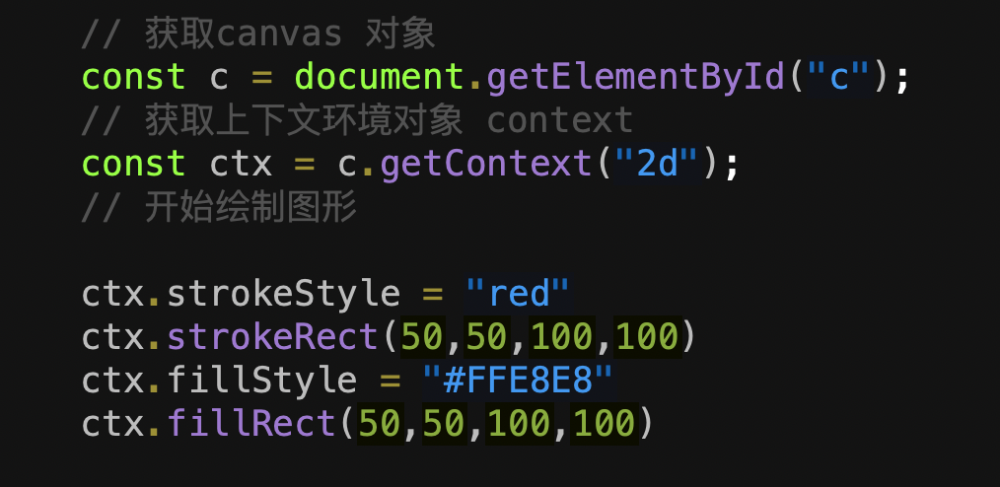 // 获取canvas 对象
const c = document.getElementById("c");
// 获取上下文环境对象 context
const ctx = c.getContext("2d");
// 开始绘制图形
ctx.strokeStyle = "red"
ctx.strokeRect(50,50,100,100)
ctx.fillStyle = "#FFE8E8"
ctx.fillRect(50,50,100,100)